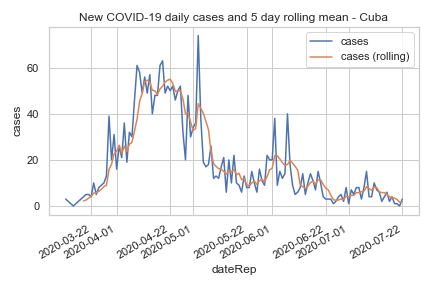 New COVID-19 daily cases and 5 day rolling mean - Cuba
cases
cases (rolling)
cases
60
40
20
0
2020-03-22
2020-04-01
2020-04-22
2020-05-01
2020-05-22
2020-06-01
2020-06-22
2020-07-01
2020-07-22
dateRep